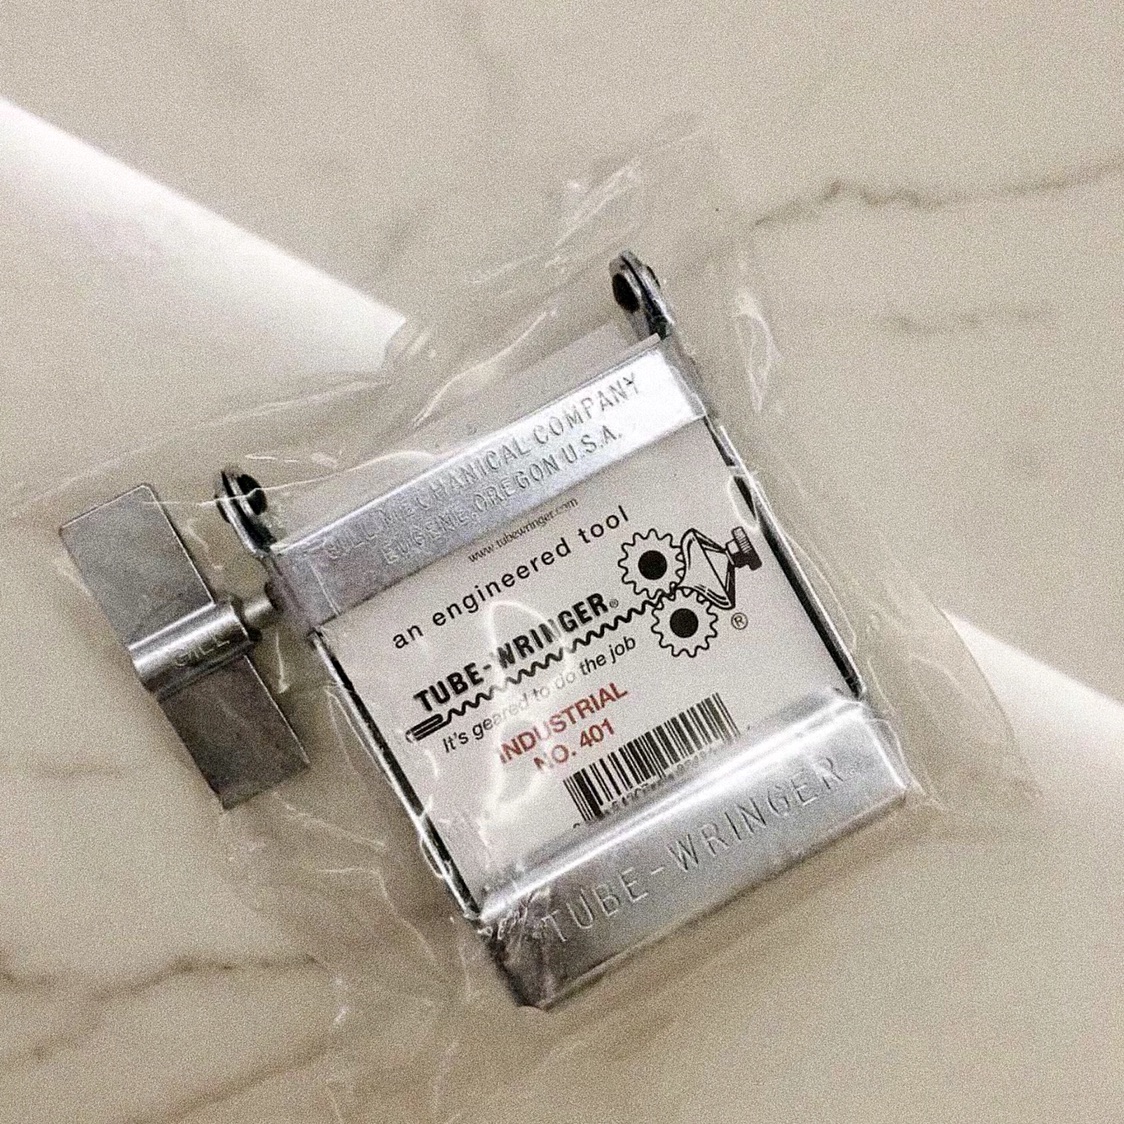 GILL MECHANICAL COMPANY
EUGENE, OREGON U.S.A.
www.tubewringer.com
an engineered tool
TUBE-WRINGER®
It's geared to do the job
®
INDUSTRIAL
NO. 401
GILL
TUBE-WRINGER